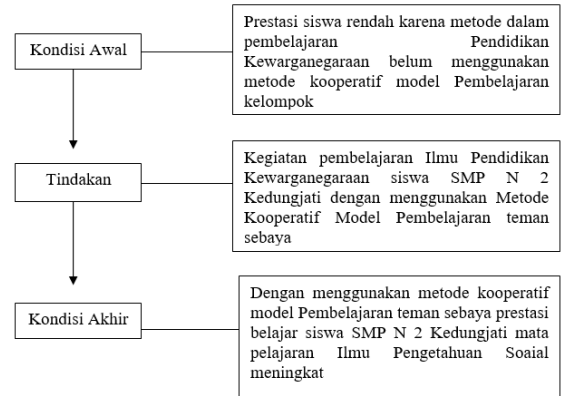 Kondisi Awal
Prestasi siswa rendah karena metode dalam
pembelajaran Pendidikan
Kewarganegaraan belum menggunakan
metode kooperatif model Pembelajaran
kelompok
Tindakan
Kegiatan pembelajaran Ilmu Pendidikan
Kewarganegaraan siswa SMP N 2
Kedungjati dengan menggunakan Metode
Kooperatif Model Pembelajaran teman
sebaya
Kondisi Akhir
Dengan menggunakan metode kooperatif
model Pembelajaran teman sebaya prestasi
belajar siswa SMP N 2 Kedungjati mata
pelajaran Ilmu Pengetahuan Soaial
meningkat